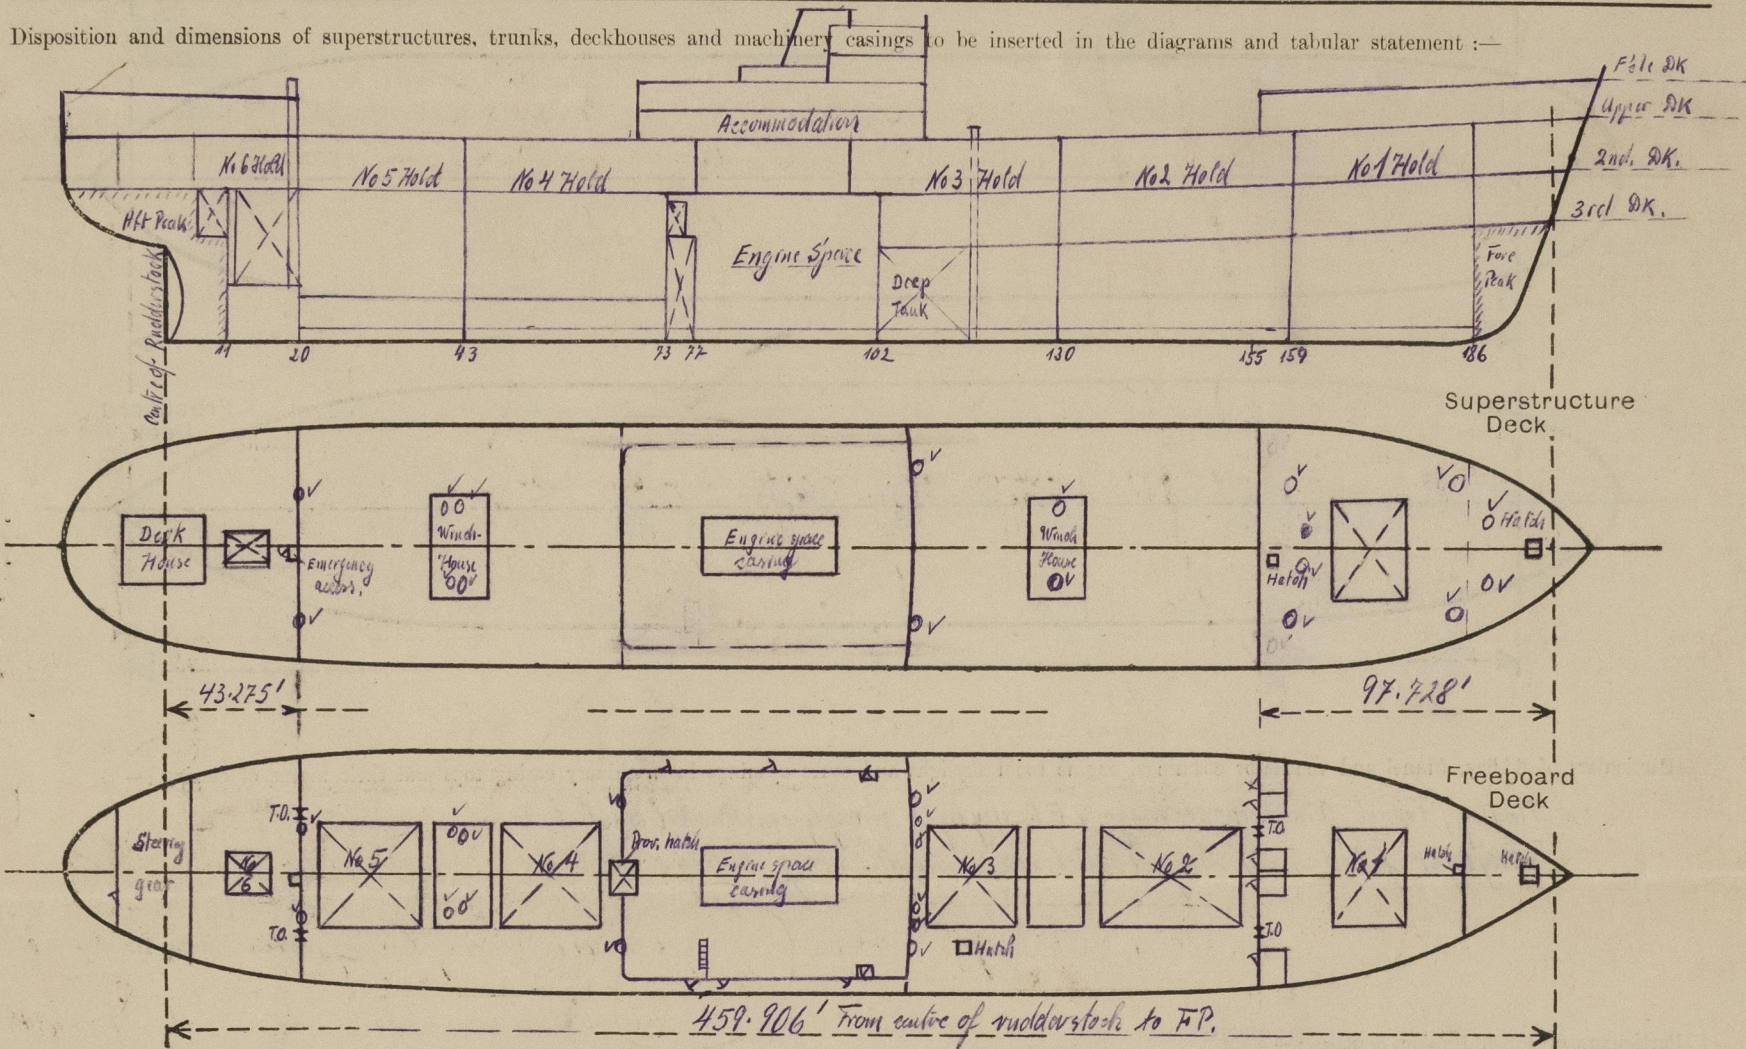 Disposition and dimensions of superstructures, trunks, deckhouses and machinery casings to be inserted in the diagrams and tabular statement :—
F'cle DK
Upper DK
2nd. DK.
3rd DK.
Accommodation
No 6 Hold
No 5 Hold
No 4 Hold
No 3 Hold
No 2 Hold
No 1 Hold
Aft Peak
Engine Space
Deep
Tank
Fore
Peak
Centre of Rudderstock
11 20 43 73 77 102 130 155 159 186
Superstructure
Deck
Deck
House
Emergency
access.
Winch-
House
Engine space
casing
Winch
House
Hatch
Hatch
43.275'
97.728'
Freeboard
Deck
Steering
gear
No
6
T.O.
T.O.
No 5
No 4
Prov. hatch
Engine space
casing
No 3
Hatch
No 2
T.O.
T.O
No 1
Hatch
Hatch
459.906' From centre of rudderstock to F.P.